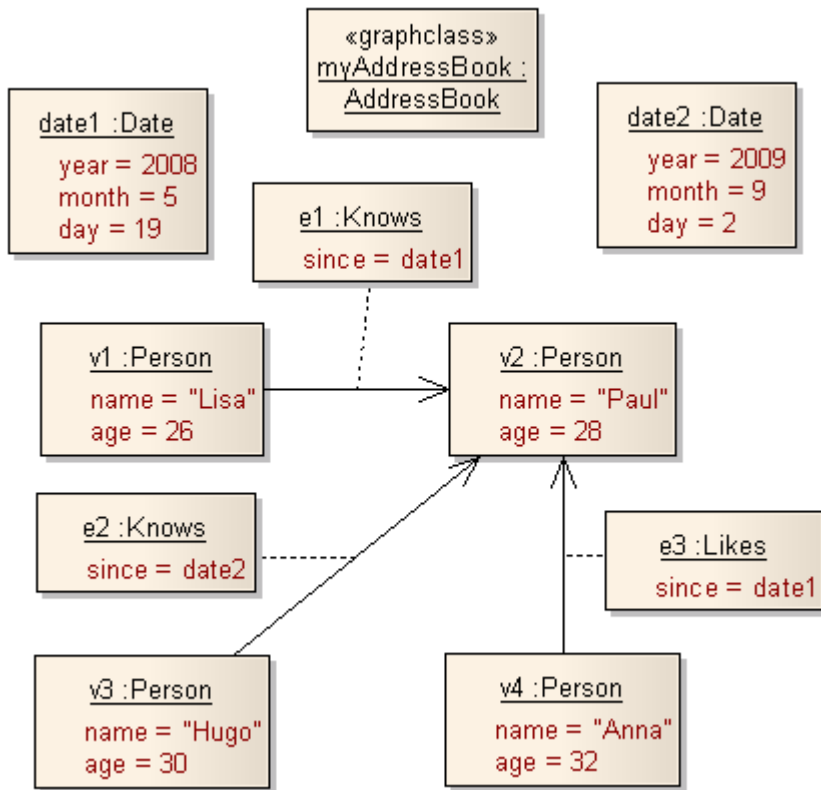 «graphclass»
myAddressBook :
AddressBook
date1 :Date
year = 2008
month = 5
day = 19
date2 :Date
year = 2009
month = 9
day = 2
e1 :Knows
since = date1
v1 :Person
name = "Lisa"
age = 26
v2 :Person
name = "Paul"
age = 28
e2 :Knows
since = date2
e3 :Likes
since = date1
v3 :Person
name = "Hugo"
age = 30
v4 :Person
name = "Anna"
age = 32